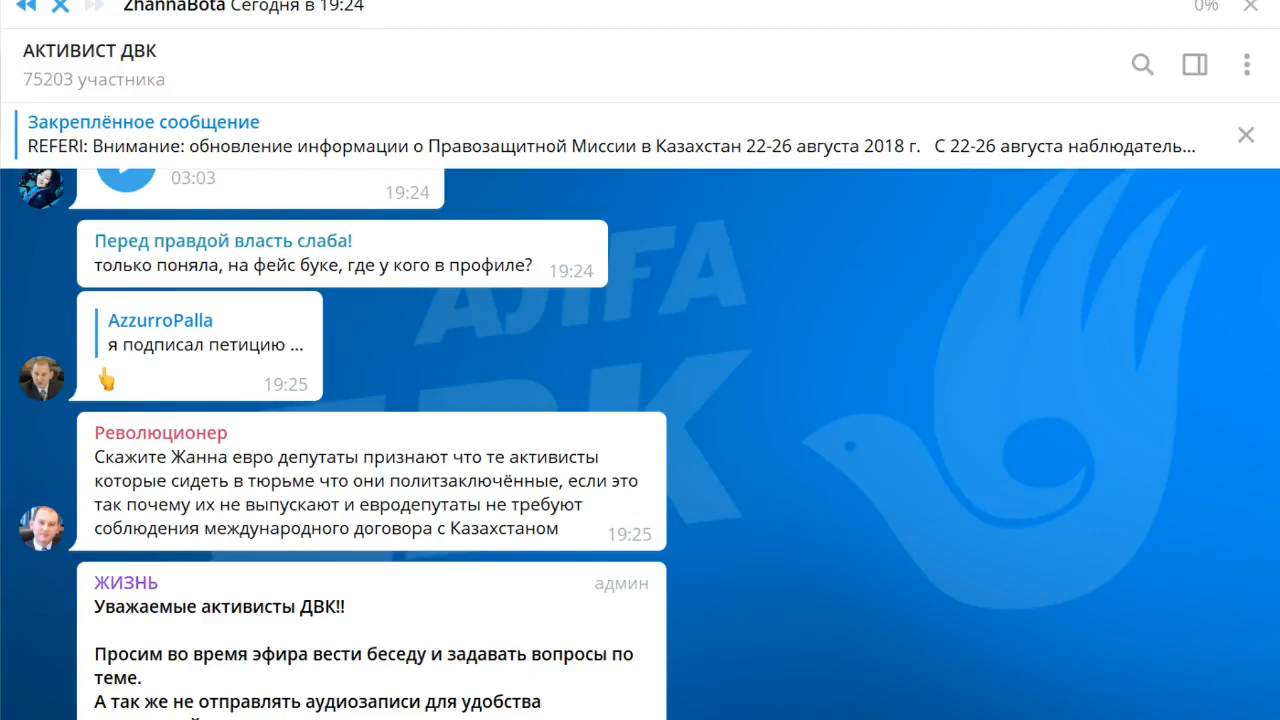 ZhannaBota Сегодня в 19:24
0%
АКТИВИСТ ДВК
75203 участника
Закреплённое сообщение
REFERI: Внимание: обновление информации о Правозащитной Миссии в Казахстан 22-26 августа 2018 г. С 22-26 августа наблюдатель...
03:03
19:24
Перед правдой власть слаба!
только поняла, на фейс буке, где у кого в профиле?
19:24
AzzurroPalla
я подписал петицию ...
19:25
Революционер
Скажите Жанна евро депутаты признают что те активисты
которые сидеть в тюрьме что они политзаключённые, если это
так почему их не выпускают и евродепутаты не требуют
соблюдения международного договора с Казахстаном
19:25
ЖИЗНЬ
админ
Уважаемые активисты ДВК!!
Просим во время эфира вести беседу и задавать вопросы по
теме.
А так же не отправлять аудиозаписи для удобства
АЛҒА
ДВК